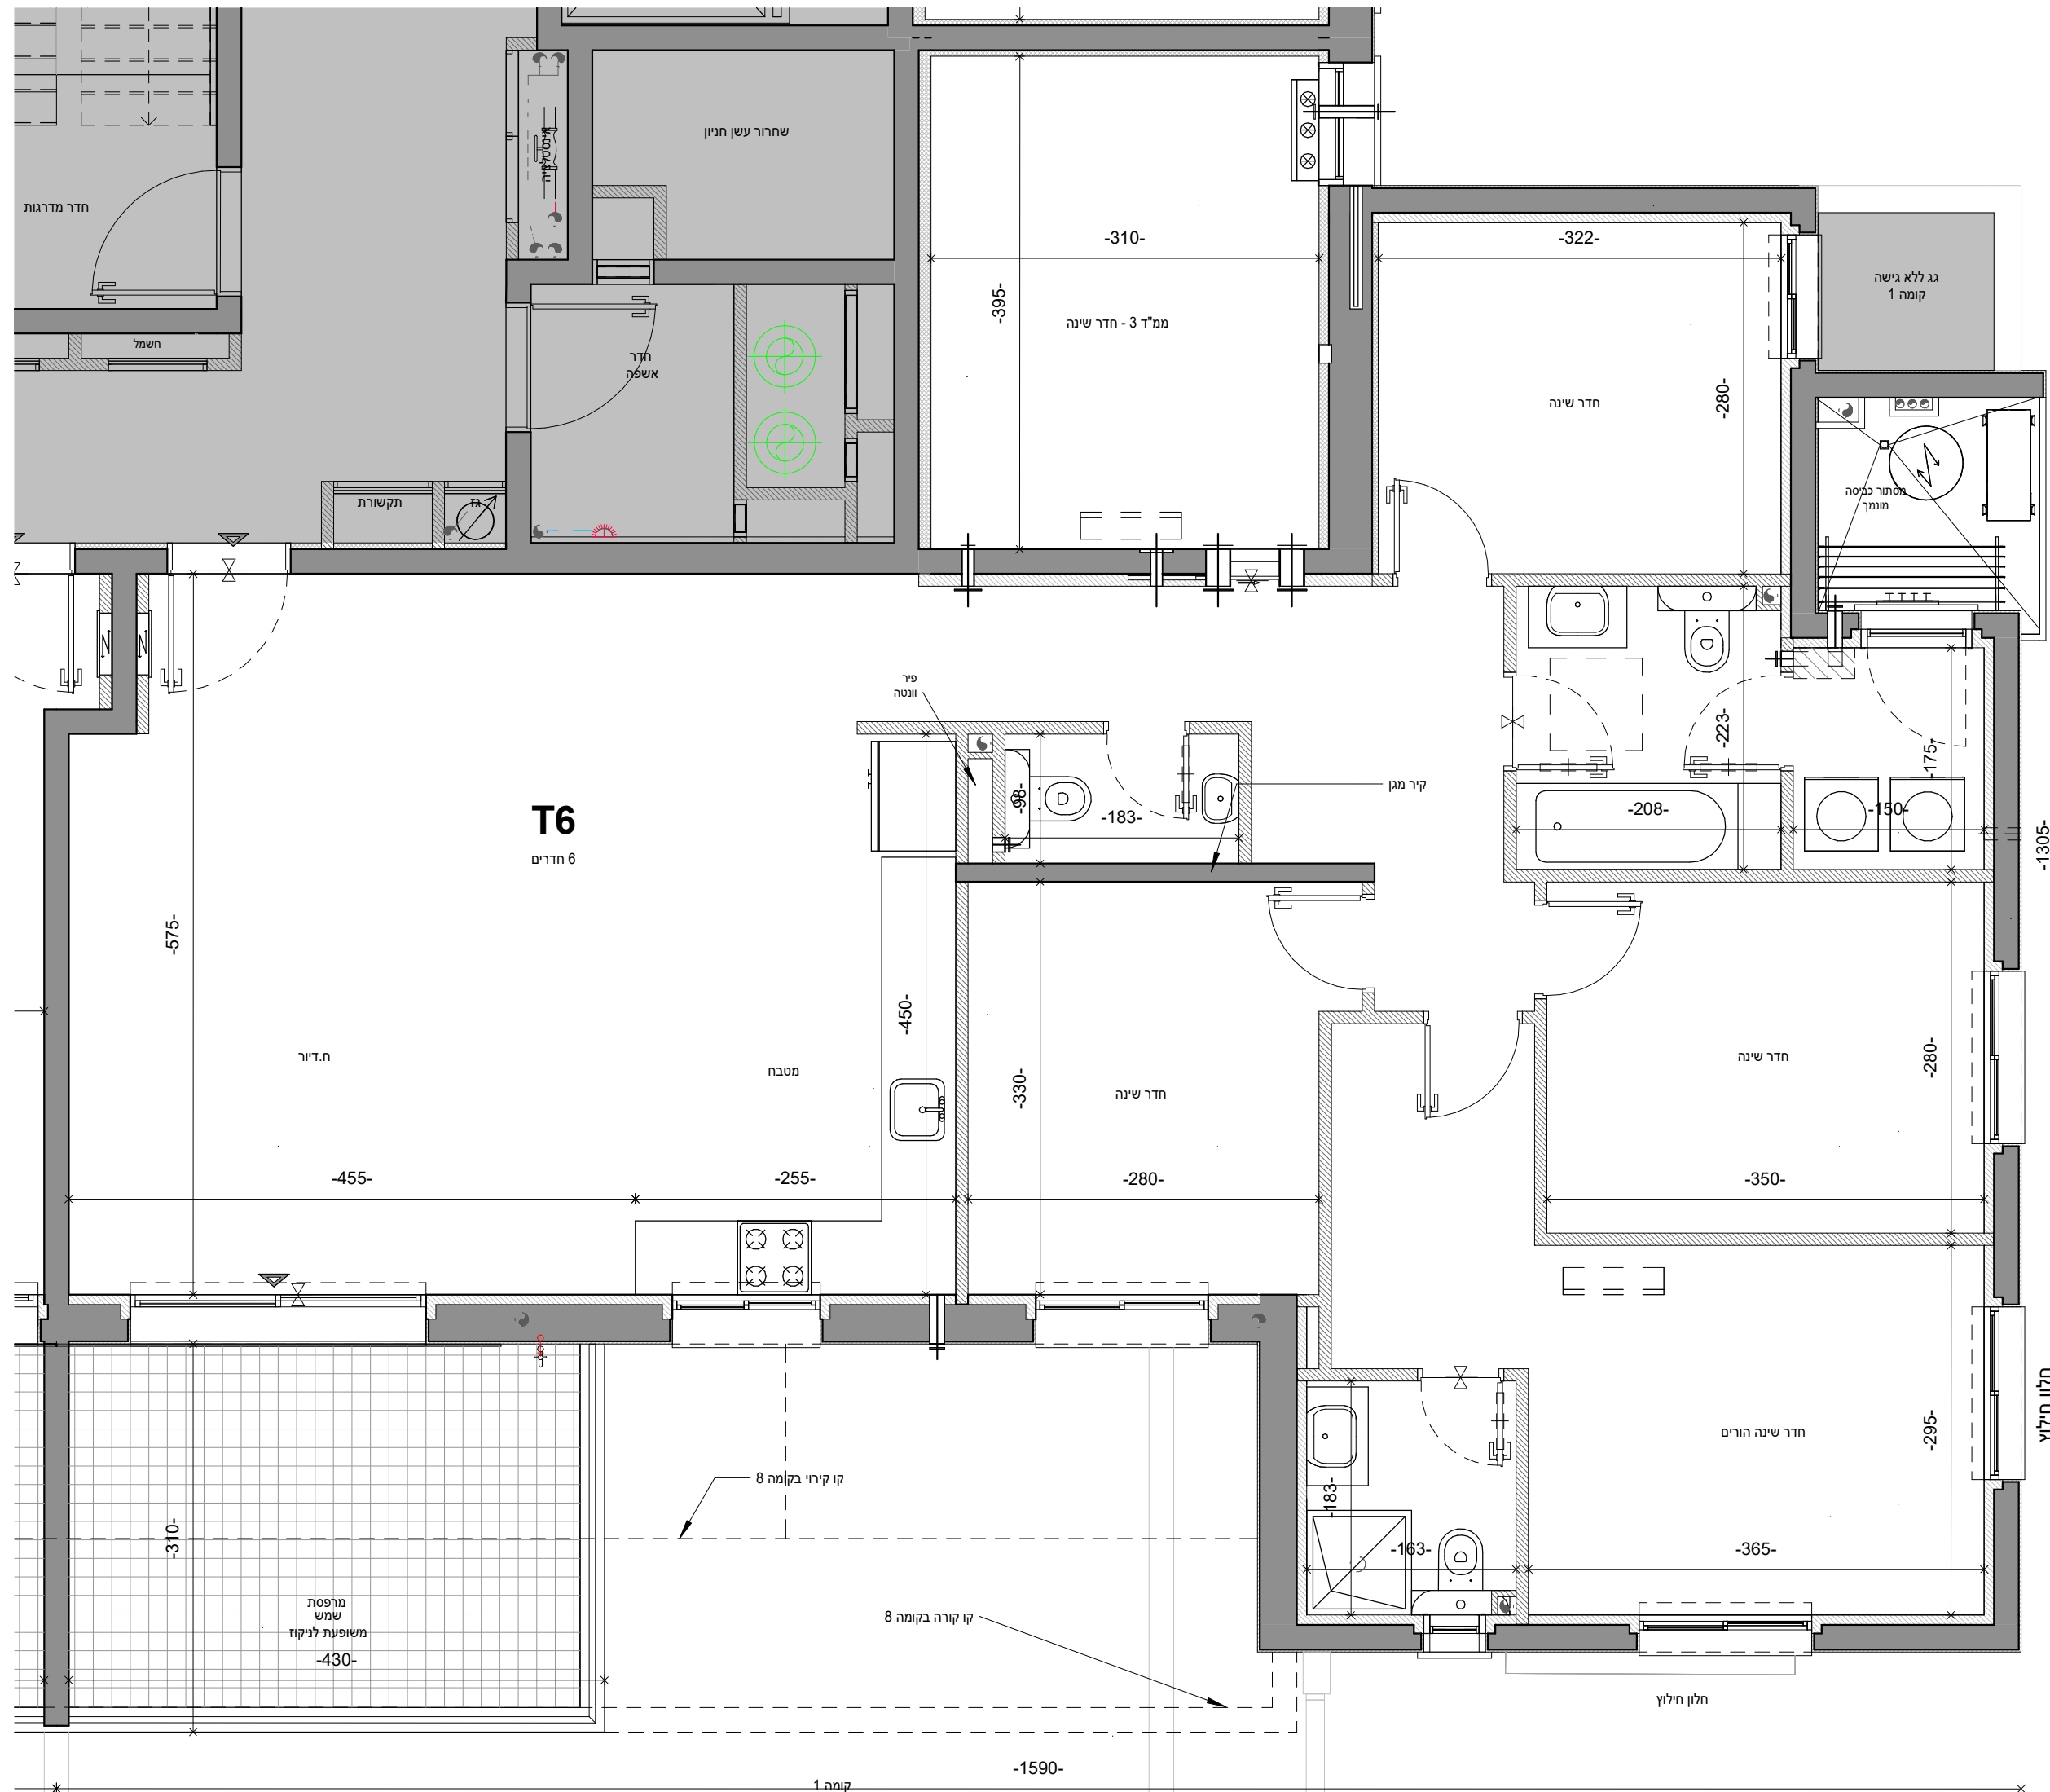 שחרור עשן חניון
אינסטלציה
חדר מדרגות
-310-
-322-
גג ללא גישה
קומה 1
-395-
ממ"ד 3 - חדר שינה
חשמל
חדר
אשפה
-280-
חדר שינה
מסתור כביסה
מונמך
תקשורת
גז
פיר
וונטה
-223-
-175-
קיר מגן
-98-
-183-
-208-
-150-
T6
6 חדרים
-1305-
-575-
-450-
ח.דיור
מטבח
-330-
חדר שינה
חדר שינה
-280-
-455-
-255-
-280-
-350-
חלון חילוץ
חדר שינה הורים
-295-
קו קירוי בקומה 8
-183-
-310-
-163-
-365-
מרפסת
שמש
משופעת לניקוז
-430-
קו קורה בקומה 8
חלון חילוץ
-1590-
קומה 1